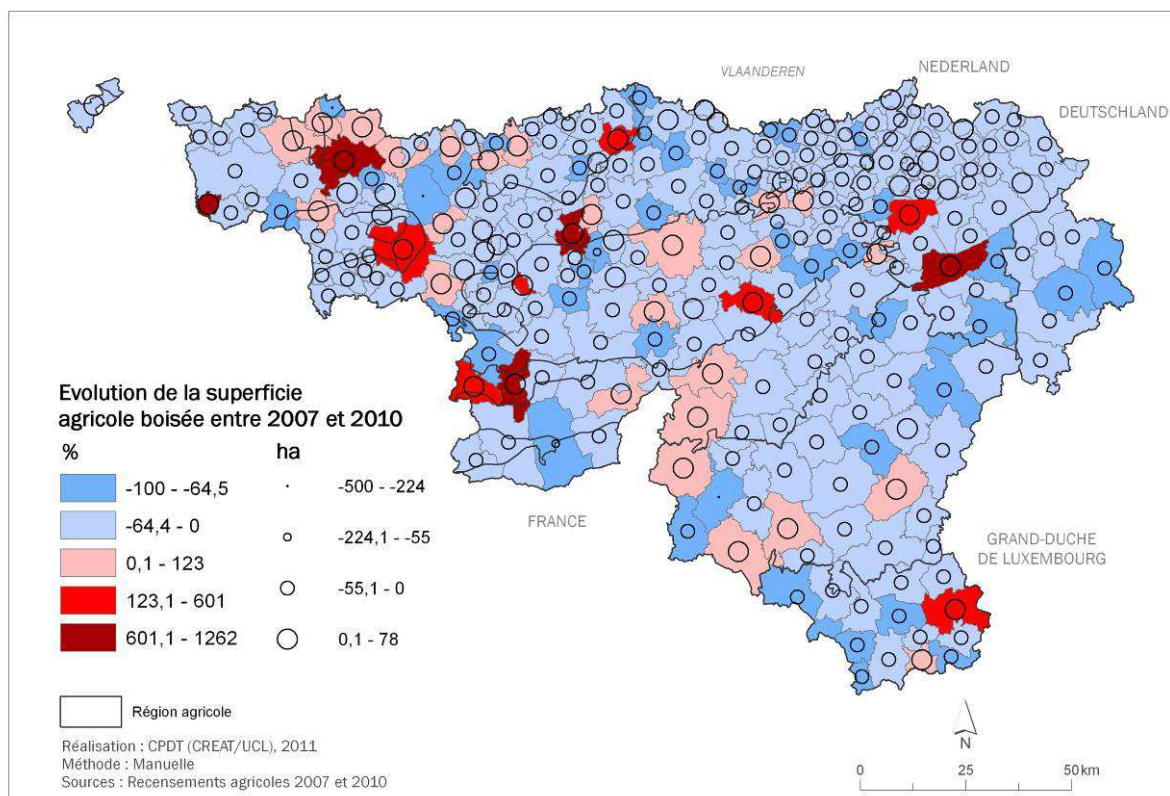 VLAANDEREN
NEDERLAND
DEUTSCHLAND
Evolution de la superficie
agricole boisée entre 2007 et 2010
% ha
-100 - -64,5 -500 - -224
-64,4 - 0 -224,1 - -55
0,1 - 123 -55,1 - 0
123,1 - 601 0,1 - 78
601,1 - 1262
FRANCE
GRAND-DUCHE
DE LUXEMBOURG
Région agricole
Réalisation : CPDT (CREAT/UCL), 2011
Méthode : Manuelle
Sources : Recensements agricoles 2007 et 2010
N
0 25 50 km